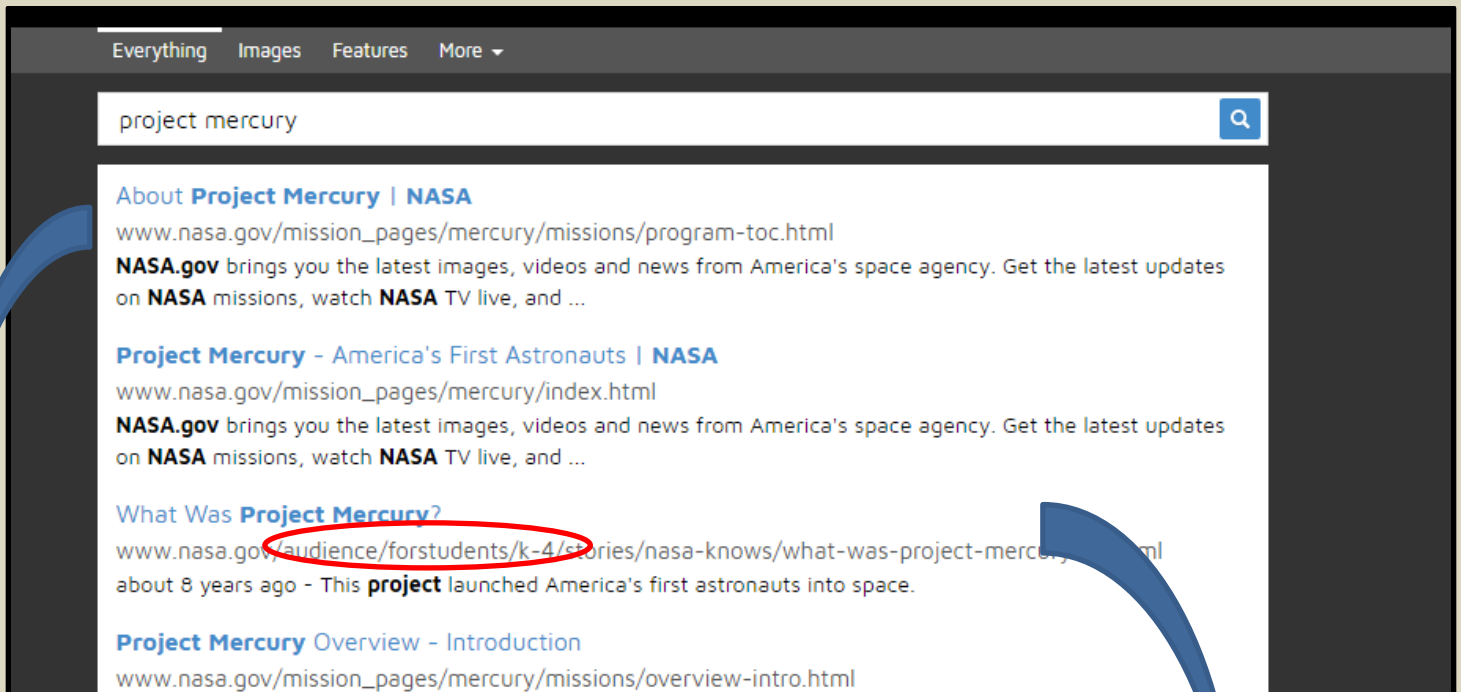 Everything Images Features More
project mercury
About Project Mercury | NASA
www.nasa.gov/mission_pages/mercury/missions/program-toc.html
NASA.gov brings you the latest images, videos and news from America's space agency. Get the latest updates
on NASA missions, watch NASA TV live, and ...
Project Mercury - America's First Astronauts | NASA
www.nasa.gov/mission_pages/mercury/index.html
NASA.gov brings you the latest images, videos and news from America's space agency. Get the latest updates
on NASA missions, watch NASA TV live, and ...
What Was Project Mercury?
www.nasa.gov/audience/forstudents/k-4/stories/nasa-knows/what-was-project-mercury
about 8 years ago - This project launched America's first astronauts into space.
Project Mercury Overview - Introduction
www.nasa.gov/mission_pages/mercury/missions/overview-intro.html